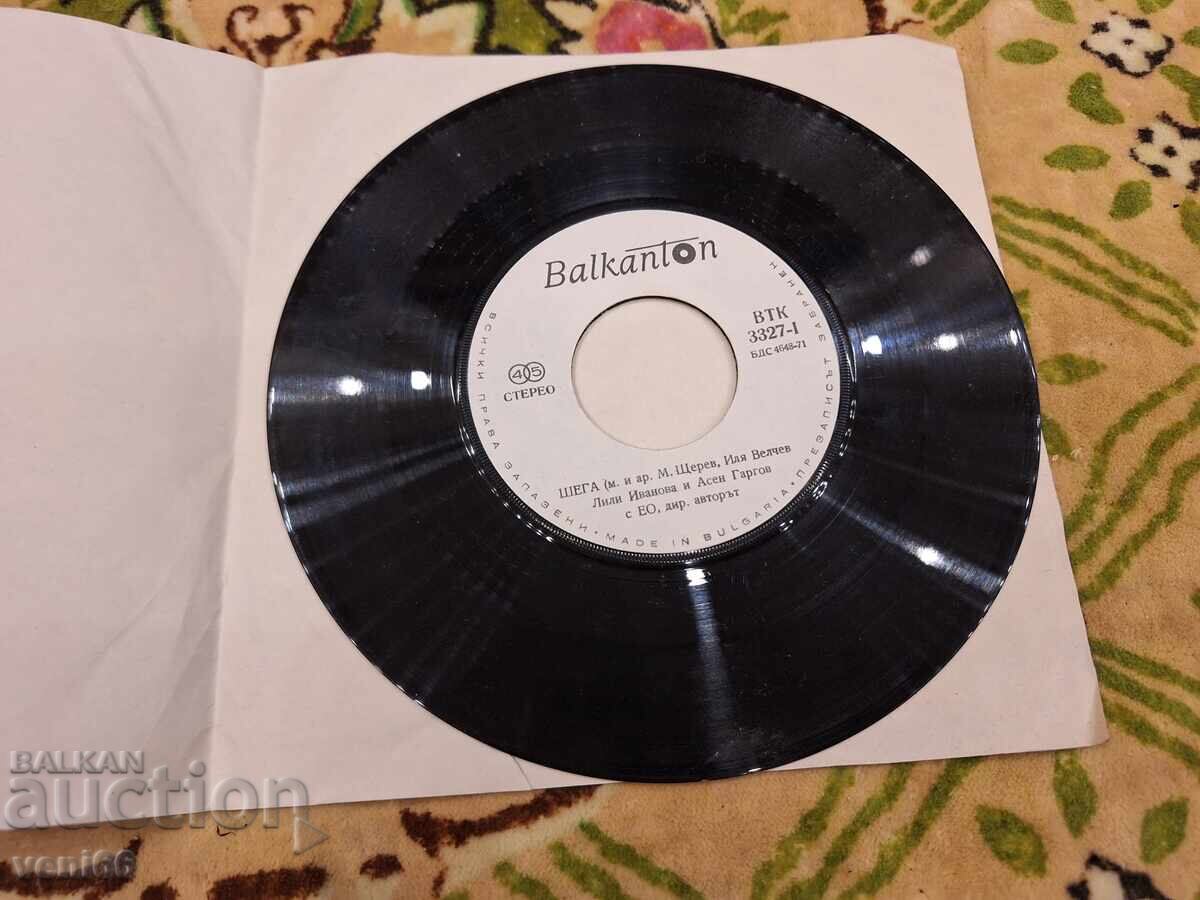 Balkanton
ВТК
3327-I
БДС 4648-71
45
СТЕРЕО
ШЕГА (м. и ар. М. Щерев, Иля Велчев
Лили Иванова и Асен Гаргов
с ЕО, дир. авторът
ВСИЧКИ ПРАВА ЗАПАЗЕНИ • MADE IN BULGARIA • ПРЕЗАПИСЪТ ЗАБРАНЕН
BALKAN
auction
veni66